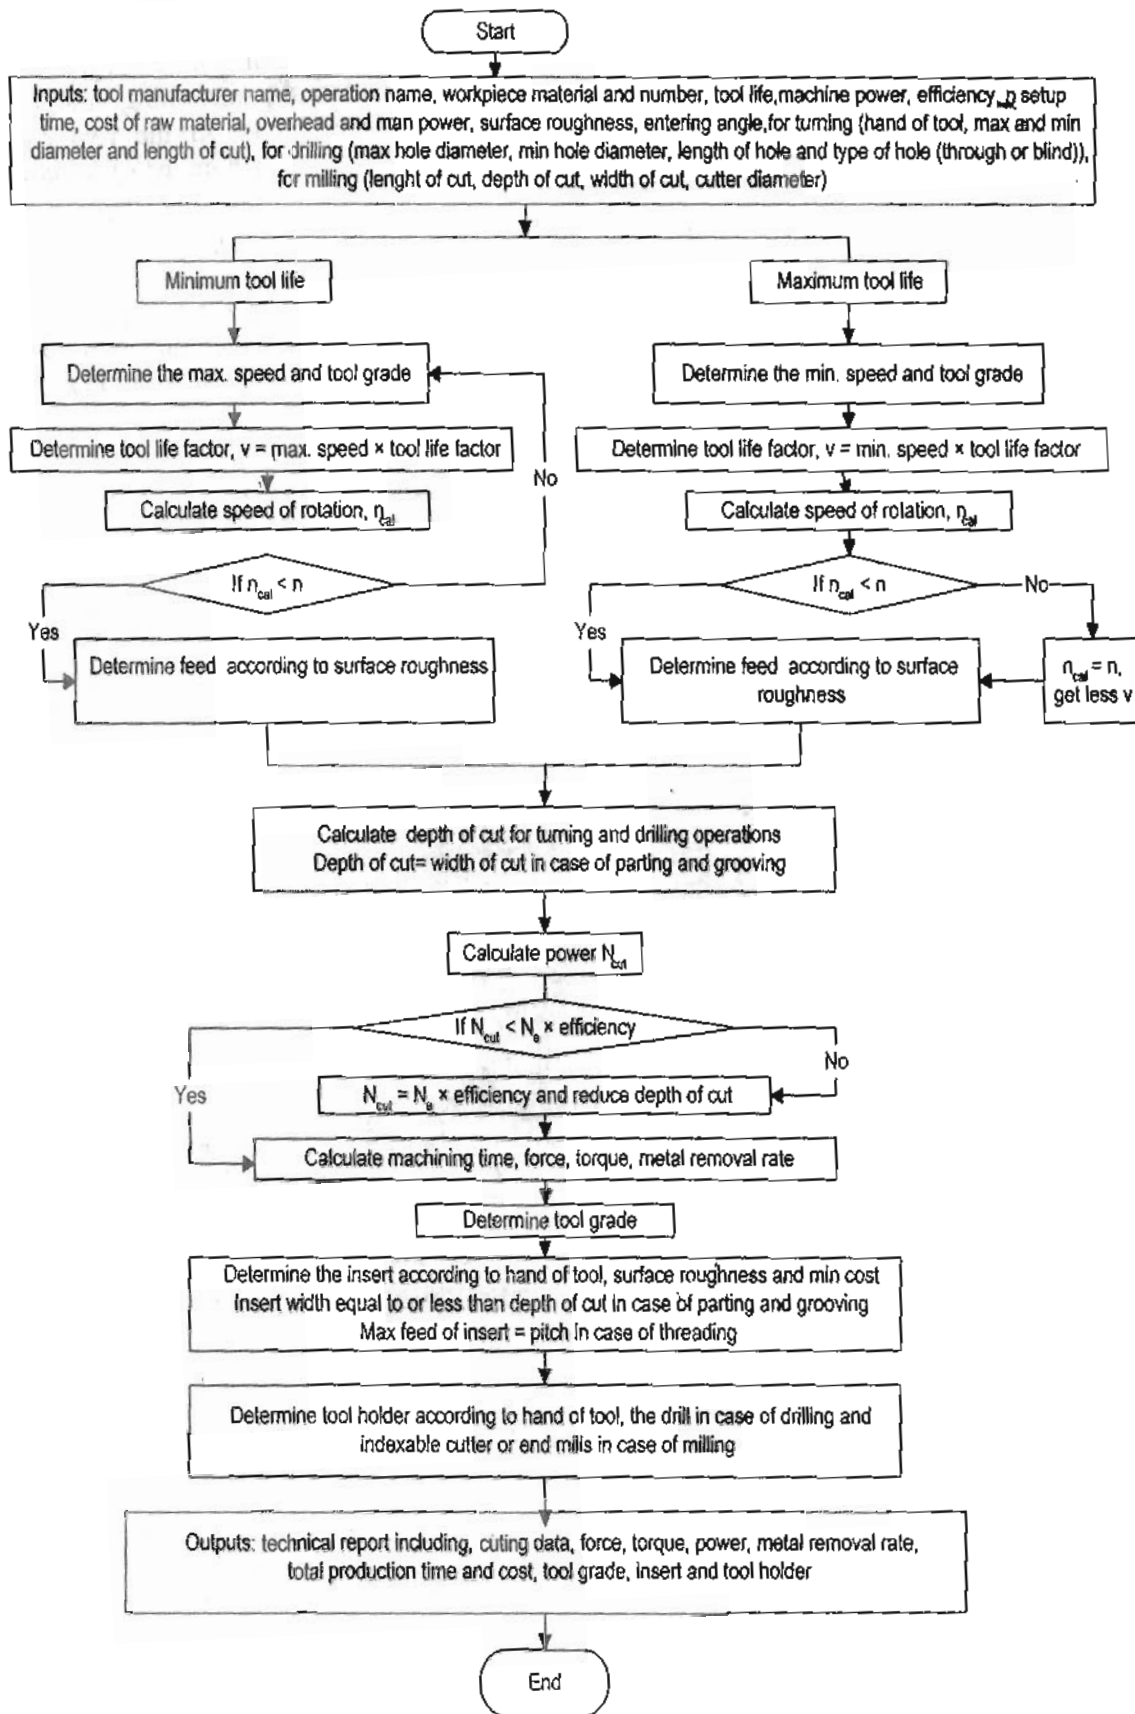 Start
Inputs: tool manufacturer name, operation name, workpiece material and number, tool life,machine power, efficiency, n setup
time, cost of raw material, overhead and man power, surface roughness, entering angle,for turning (hand of tool, max and min
diameter and length of cut), for drilling (max hole diameter, min hole diameter, length of hole and type of hole (through or blind)),
for milling (lenght of cut, depth of cut, width of cut, cutter diameter)
Minimum tool life
Maximum tool life
Determine the max. speed and tool grade
Determine the min. speed and tool grade
Determine tool life factor, v = max. speed × tool life factor
Determine tool life factor, v = min. speed × tool life factor
No
Calculate speed of rotation, n_cal
Calculate speed of rotation, n_cal
If n_cal < n
If n_cal < n
No
Yes
Yes
Determine feed according to surface roughness
Determine feed according to surface
roughness
n_cal = n,
get less v
Calculate depth of cut for turning and drilling operations
Depth of cut= width of cut in case of parting and grooving
Calculate power N_cut
If N_cut < N_e × efficiency
No
Yes
N_cut = N_e × efficiency and reduce depth of cut
Calculate machining time, force, torque, metal removal rate
Determine tool grade
Determine the insert according to hand of tool, surface roughness and min cost
Insert width equal to or less than depth of cut in case of parting and grooving
Max feed of insert = pitch in case of threading
Determine tool holder according to hand of tool, the drill in case of drilling and
indexable cutter or end mills in case of milling
Outputs: technical report including, cuting data, force, torque, power, metal removal rate,
total production time and cost, tool grade, insert and tool holder
End